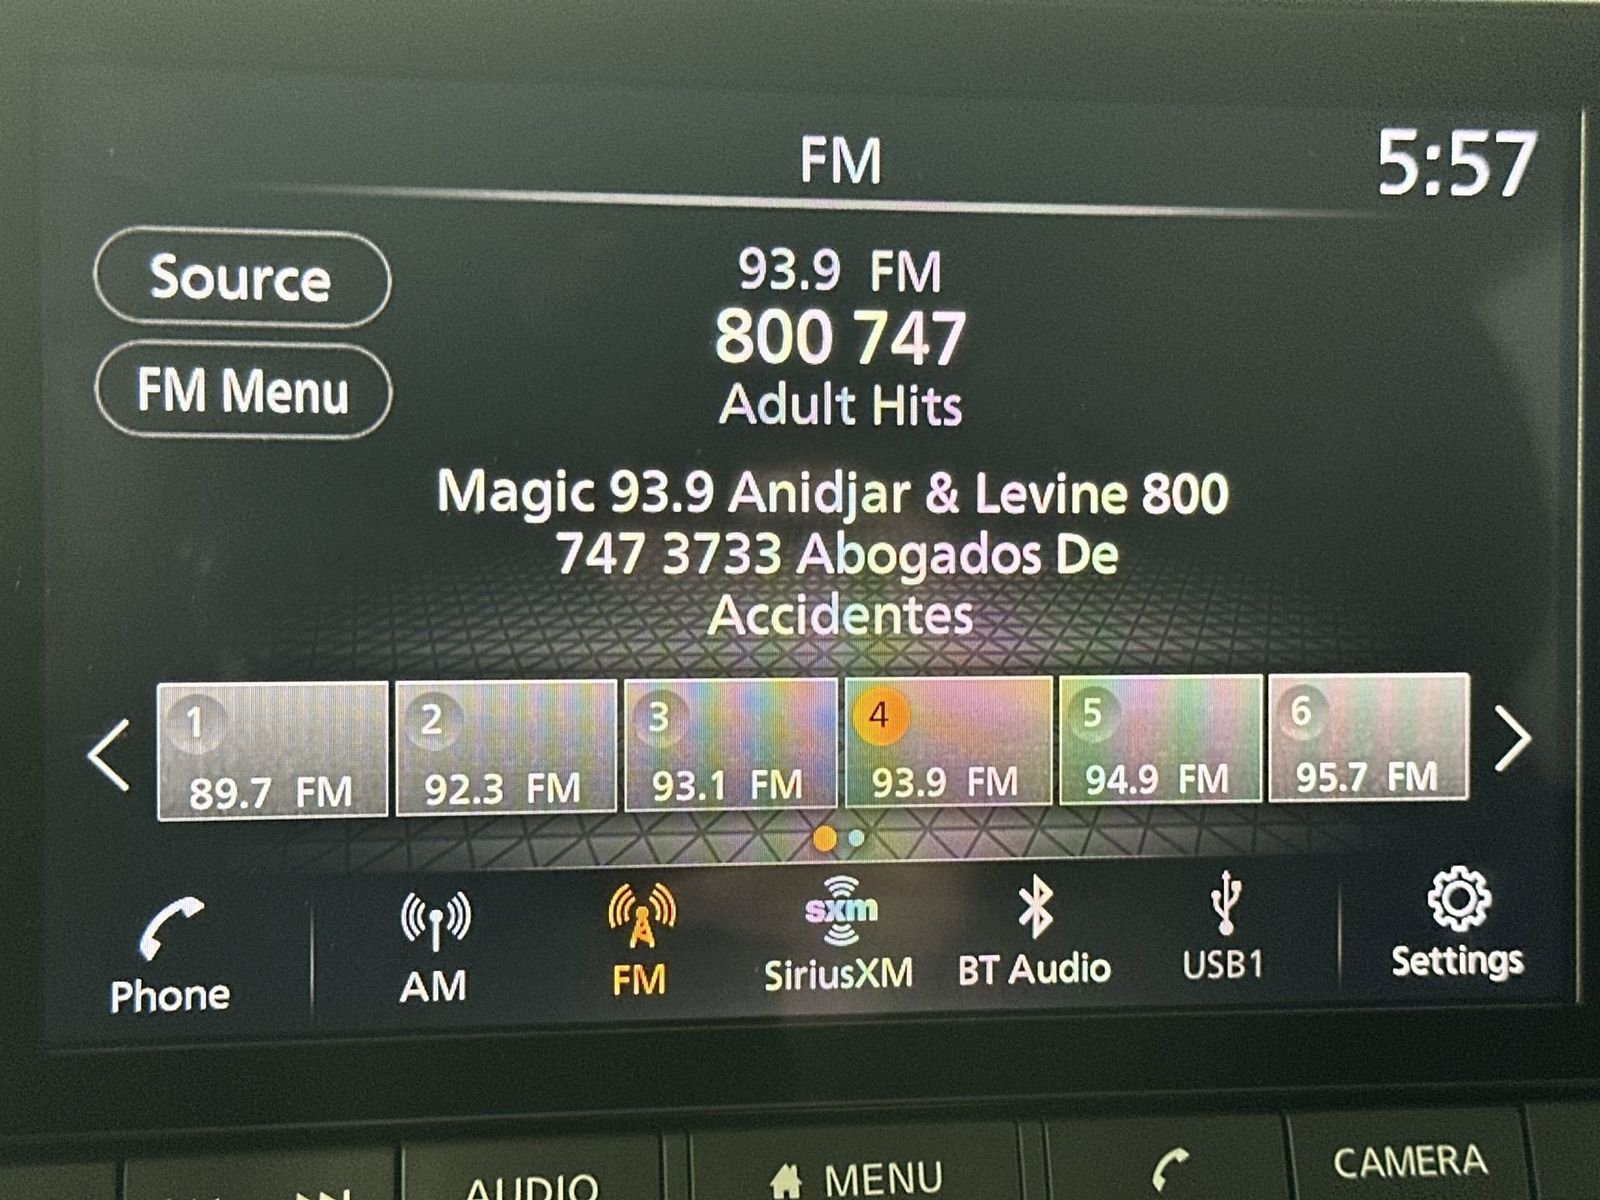 FM
5:57
Source
FM Menu
93.9 FM
800 747
Adult Hits
Magic 93.9 Anidjar & Levine 800
747 3733 Abogados De
Accidentes
1
89.7 FM
2
92.3 FM
3
93.1 FM
4
93.9 FM
5
94.9 FM
6
95.7 FM
Phone
AM
FM
sxm
SiriusXM
BT Audio
USB1
Settings
AUDIO
MENU
CAMERA